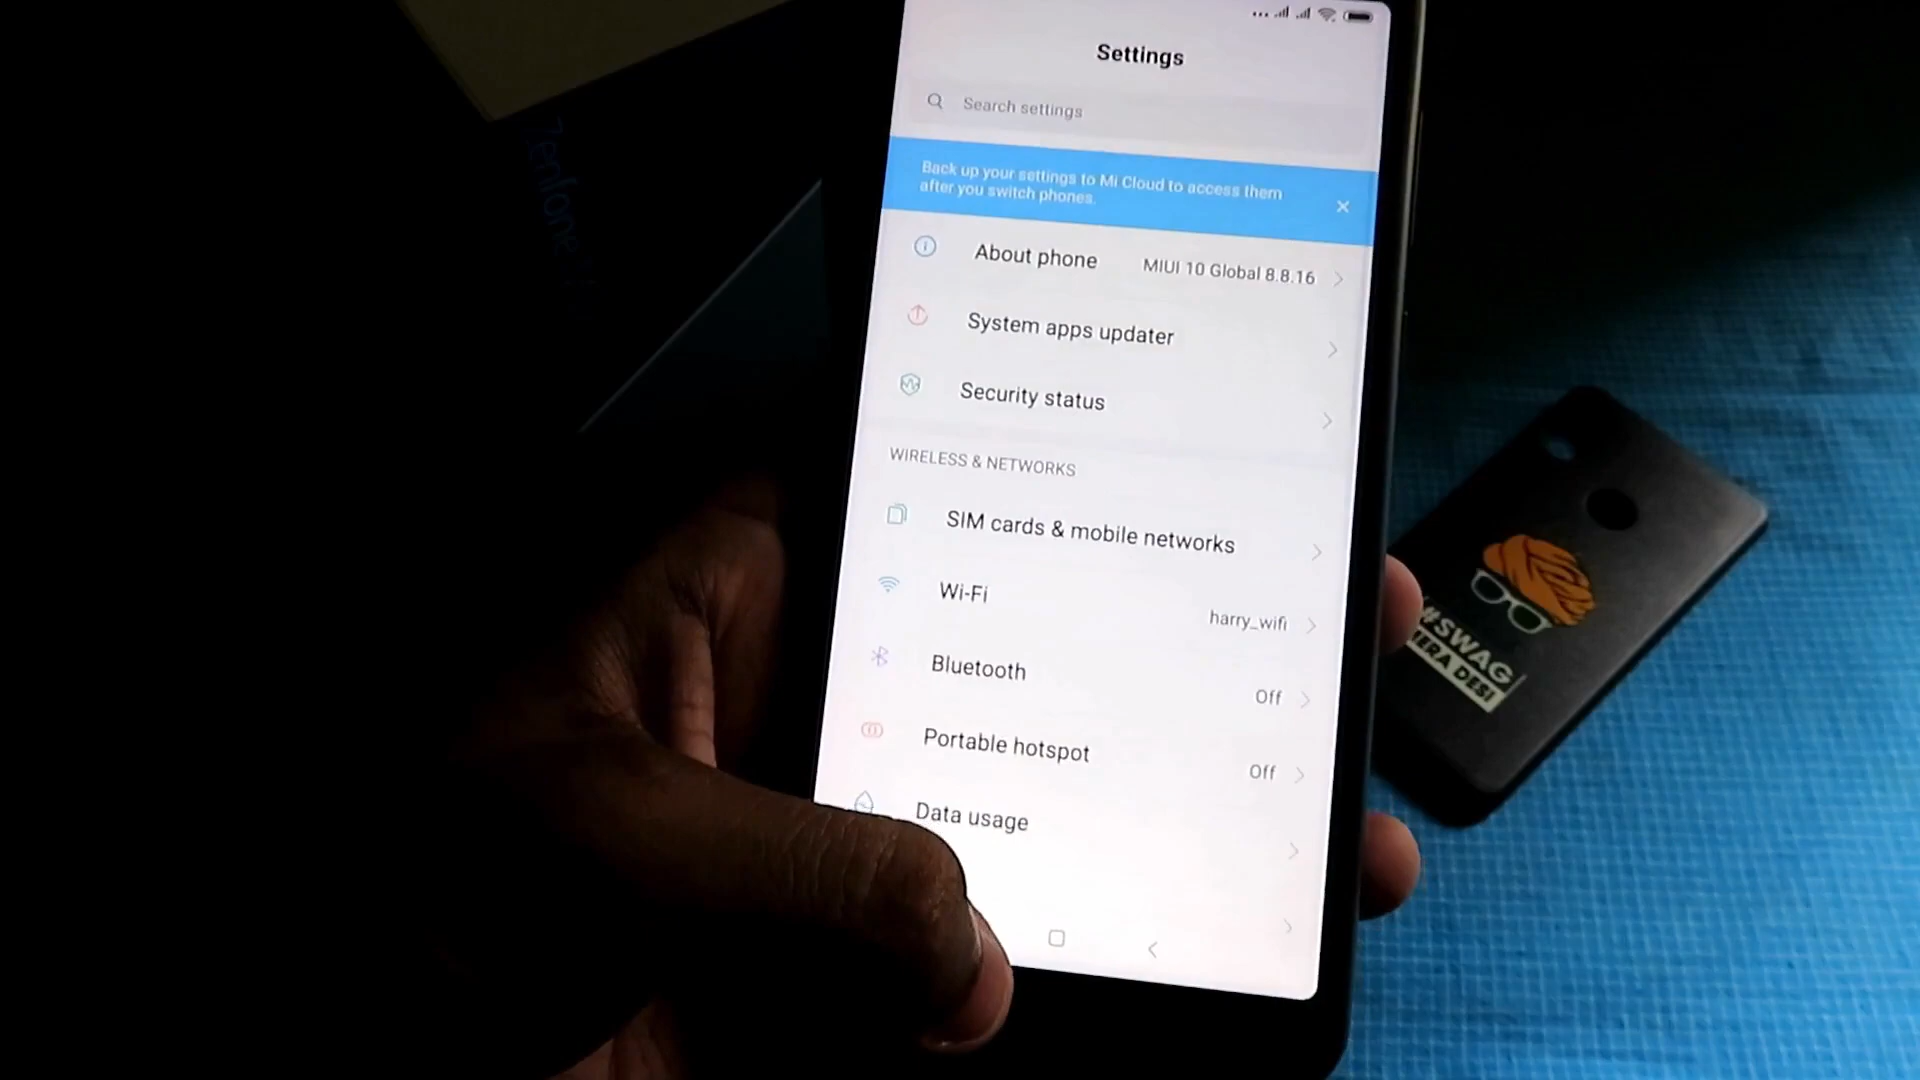 Settings
Search settings
Back up your settings to Mi Cloud to access them
after you switch phones.
About phone MIUI 10 Global 8.8.16
System apps updater
Security status
WIRELESS & NETWORKS
SIM cards & mobile networks
Wi-Fi harry_wifi
Bluetooth Off
Portable hotspot Off
Data usage
Zenfone
#SWAG
MERA DESI